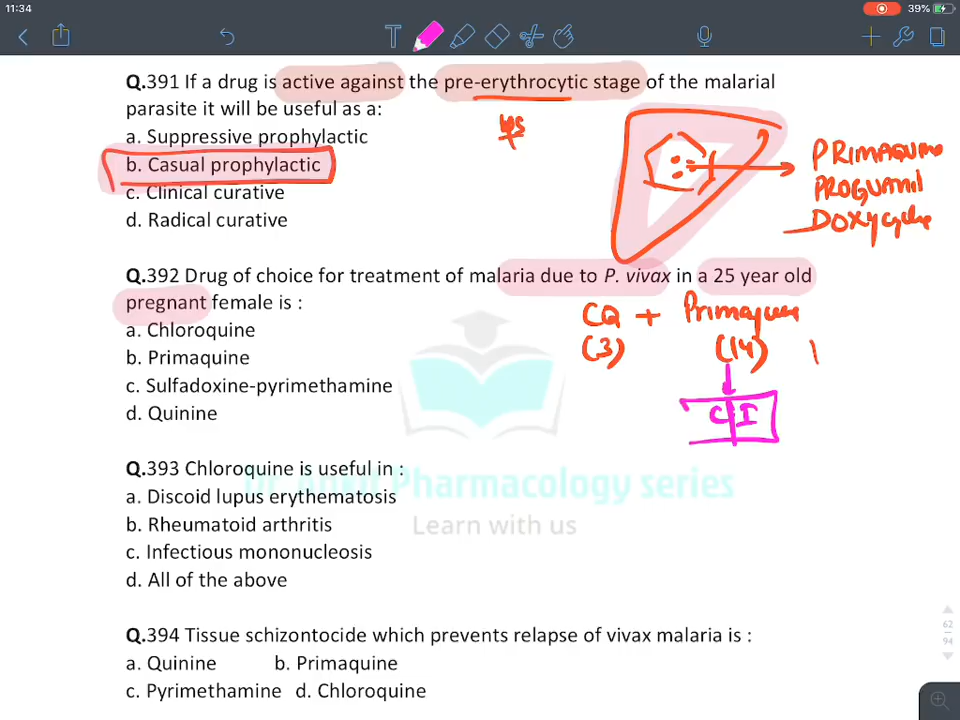 11:34
39%
Q.391 If a drug is active against the pre-erythrocytic stage of the malarial
parasite it will be useful as a:
a. Suppressive prophylactic
b. Casual prophylactic
c. Clinical curative
d. Radical curative
PRIMAQUINE
PROGUANIL
DOXYcycline
Q.392 Drug of choice for treatment of malaria due to P. vivax in a 25 year old
pregnant female is :
a. Chloroquine
b. Primaquine
c. Sulfadoxine-pyrimethamine
d. Quinine
CQ + Primaquine
(3) (14)
C I
Q.393 Chloroquine is useful in :
a. Discoid lupus erythematosis
b. Rheumatoid arthritis
c. Infectious mononucleosis
d. All of the above
Pharmacology series
Learn with us
Q.394 Tissue schizontocide which prevents relapse of vivax malaria is :
a. Quinine b. Primaquine
c. Pyrimethamine d. Chloroquine
62
94